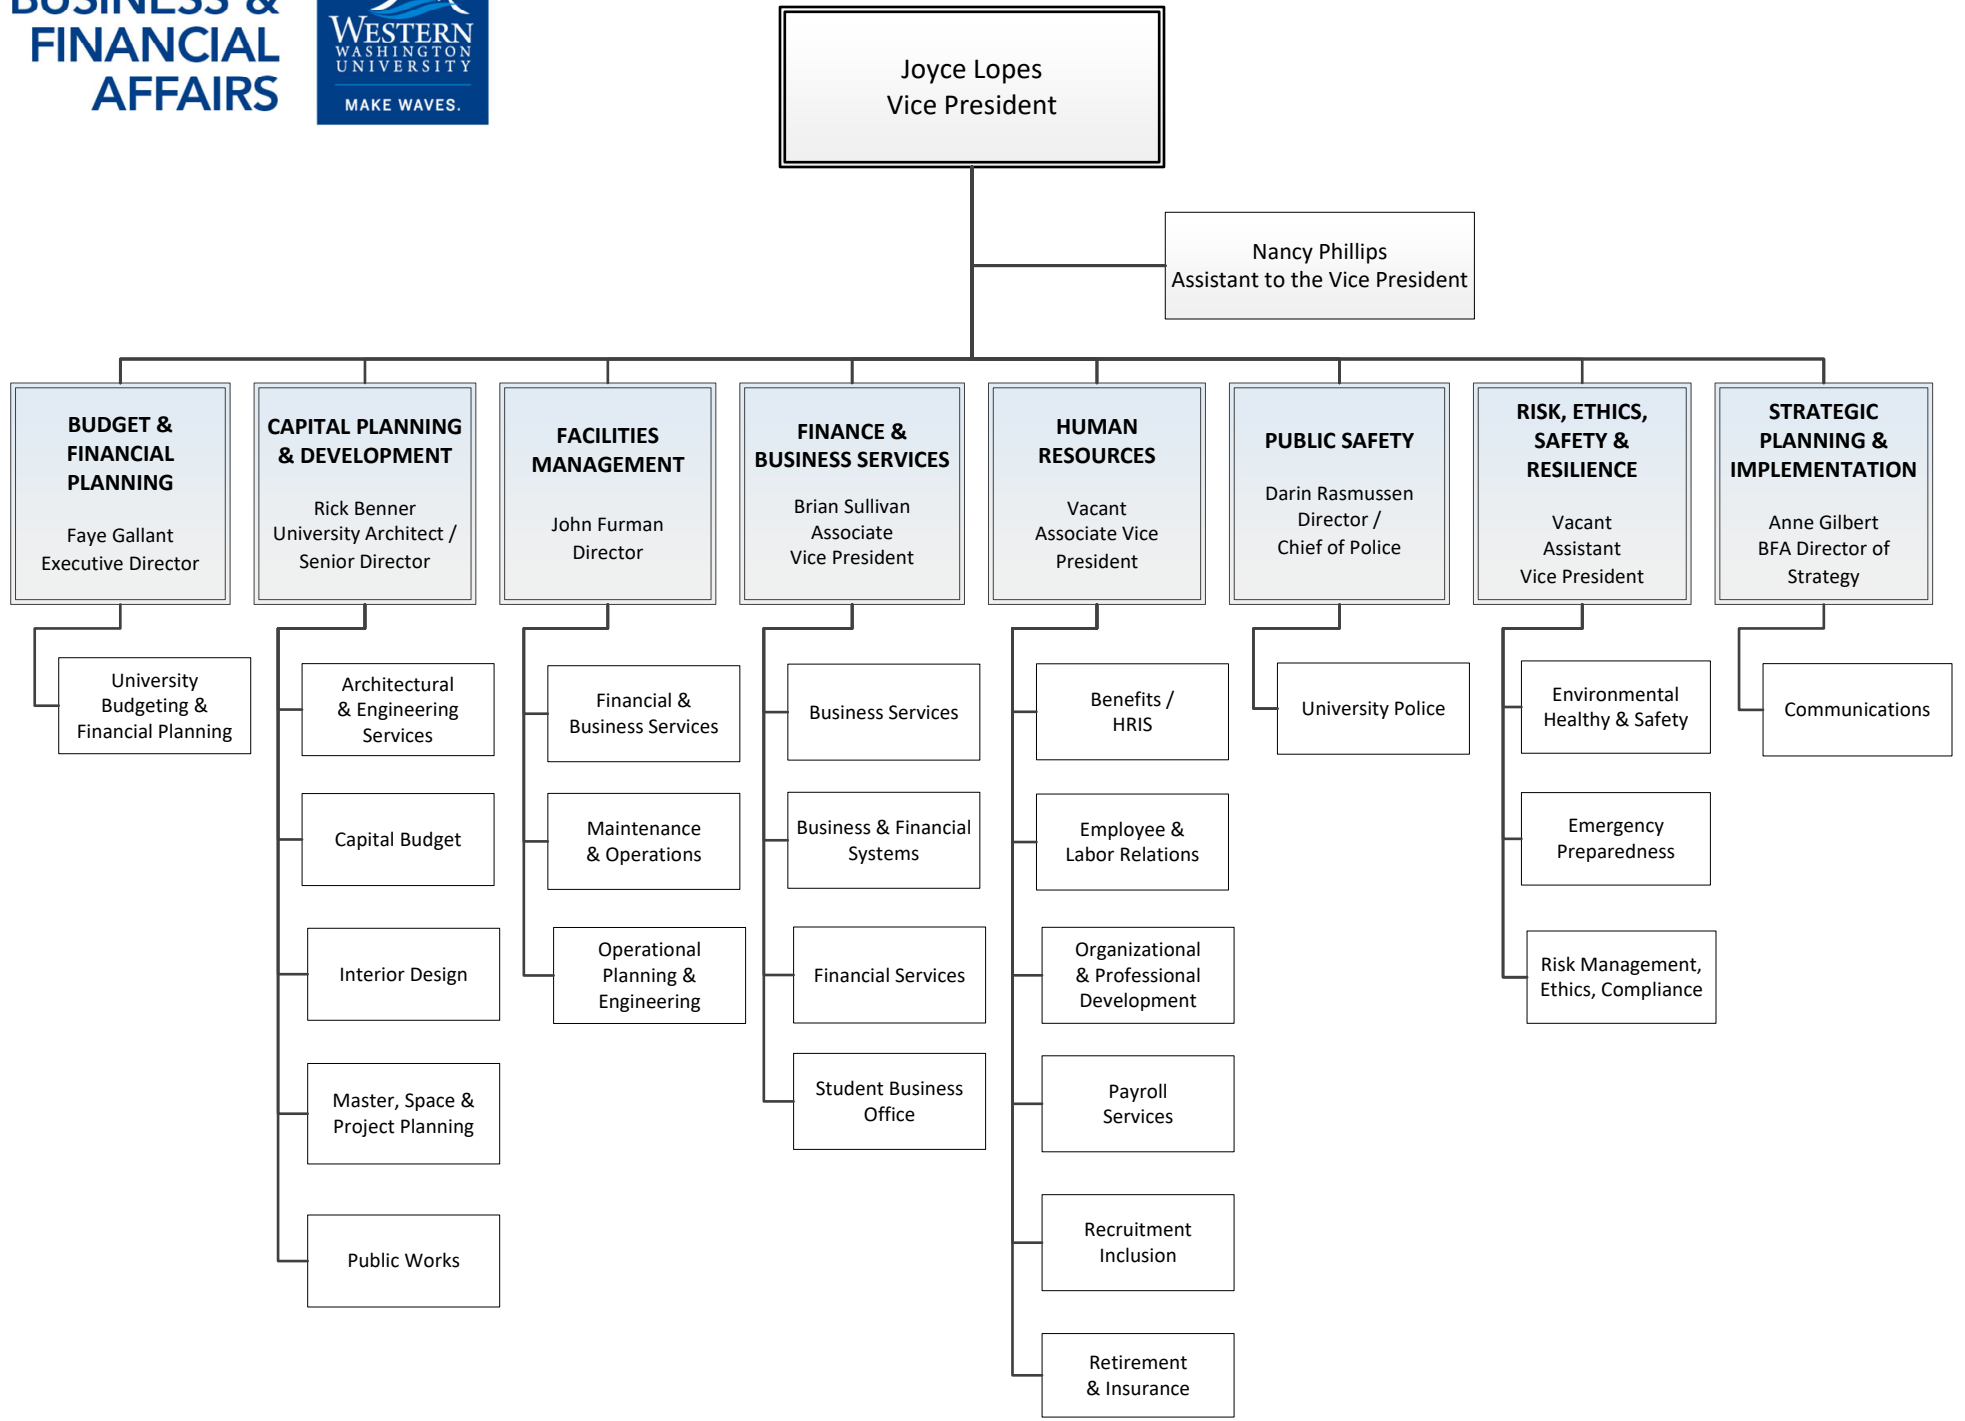 BUSINESS &
FINANCIAL
AFFAIRS
WESTERN
WASHINGTON
UNIVERSITY
MAKE WAVES.
Joyce Lopes
Vice President
Nancy Phillips
Assistant to the Vice President
BUDGET &
FINANCIAL
PLANNING
Faye Gallant
Executive Director
University
Budgeting &
Financial Planning
CAPITAL PLANNING
& DEVELOPMENT
Rick Benner
University Architect /
Senior Director
Architectural
& Engineering
Services
Capital Budget
Interior Design
Master, Space &
Project Planning
Public Works
FACILITIES
MANAGEMENT
John Furman
Director
Financial &
Business Services
Maintenance
& Operations
Operational
Planning &
Engineering
FINANCE &
BUSINESS SERVICES
Brian Sullivan
Associate
Vice President
Business Services
Business & Financial
Systems
Financial Services
Student Business
Office
HUMAN
RESOURCES
Vacant
Associate Vice
President
Benefits /
HRIS
Employee &
Labor Relations
Organizational
& Professional
Development
Payroll
Services
Recruitment
Inclusion
Retirement
& Insurance
PUBLIC SAFETY
Darin Rasmussen
Director /
Chief of Police
University Police
RISK, ETHICS,
SAFETY &
RESILIENCE
Vacant
Assistant
Vice President
Environmental
Healthy & Safety
Emergency
Preparedness
Risk Management,
Ethics, Compliance
STRATEGIC
PLANNING &
IMPLEMENTATION
Anne Gilbert
BFA Director of
Strategy
Communications